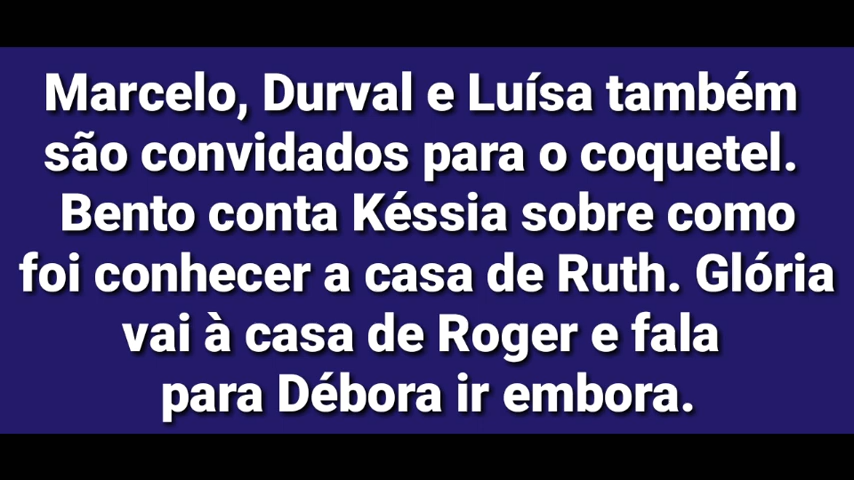 Marcelo, Durval e Luísa também
são convidados para o coquetel.
Bento conta Késsia sobre como
foi conhecer a casa de Ruth. Glória
vai à casa de Roger e fala
para Débora ir embora.